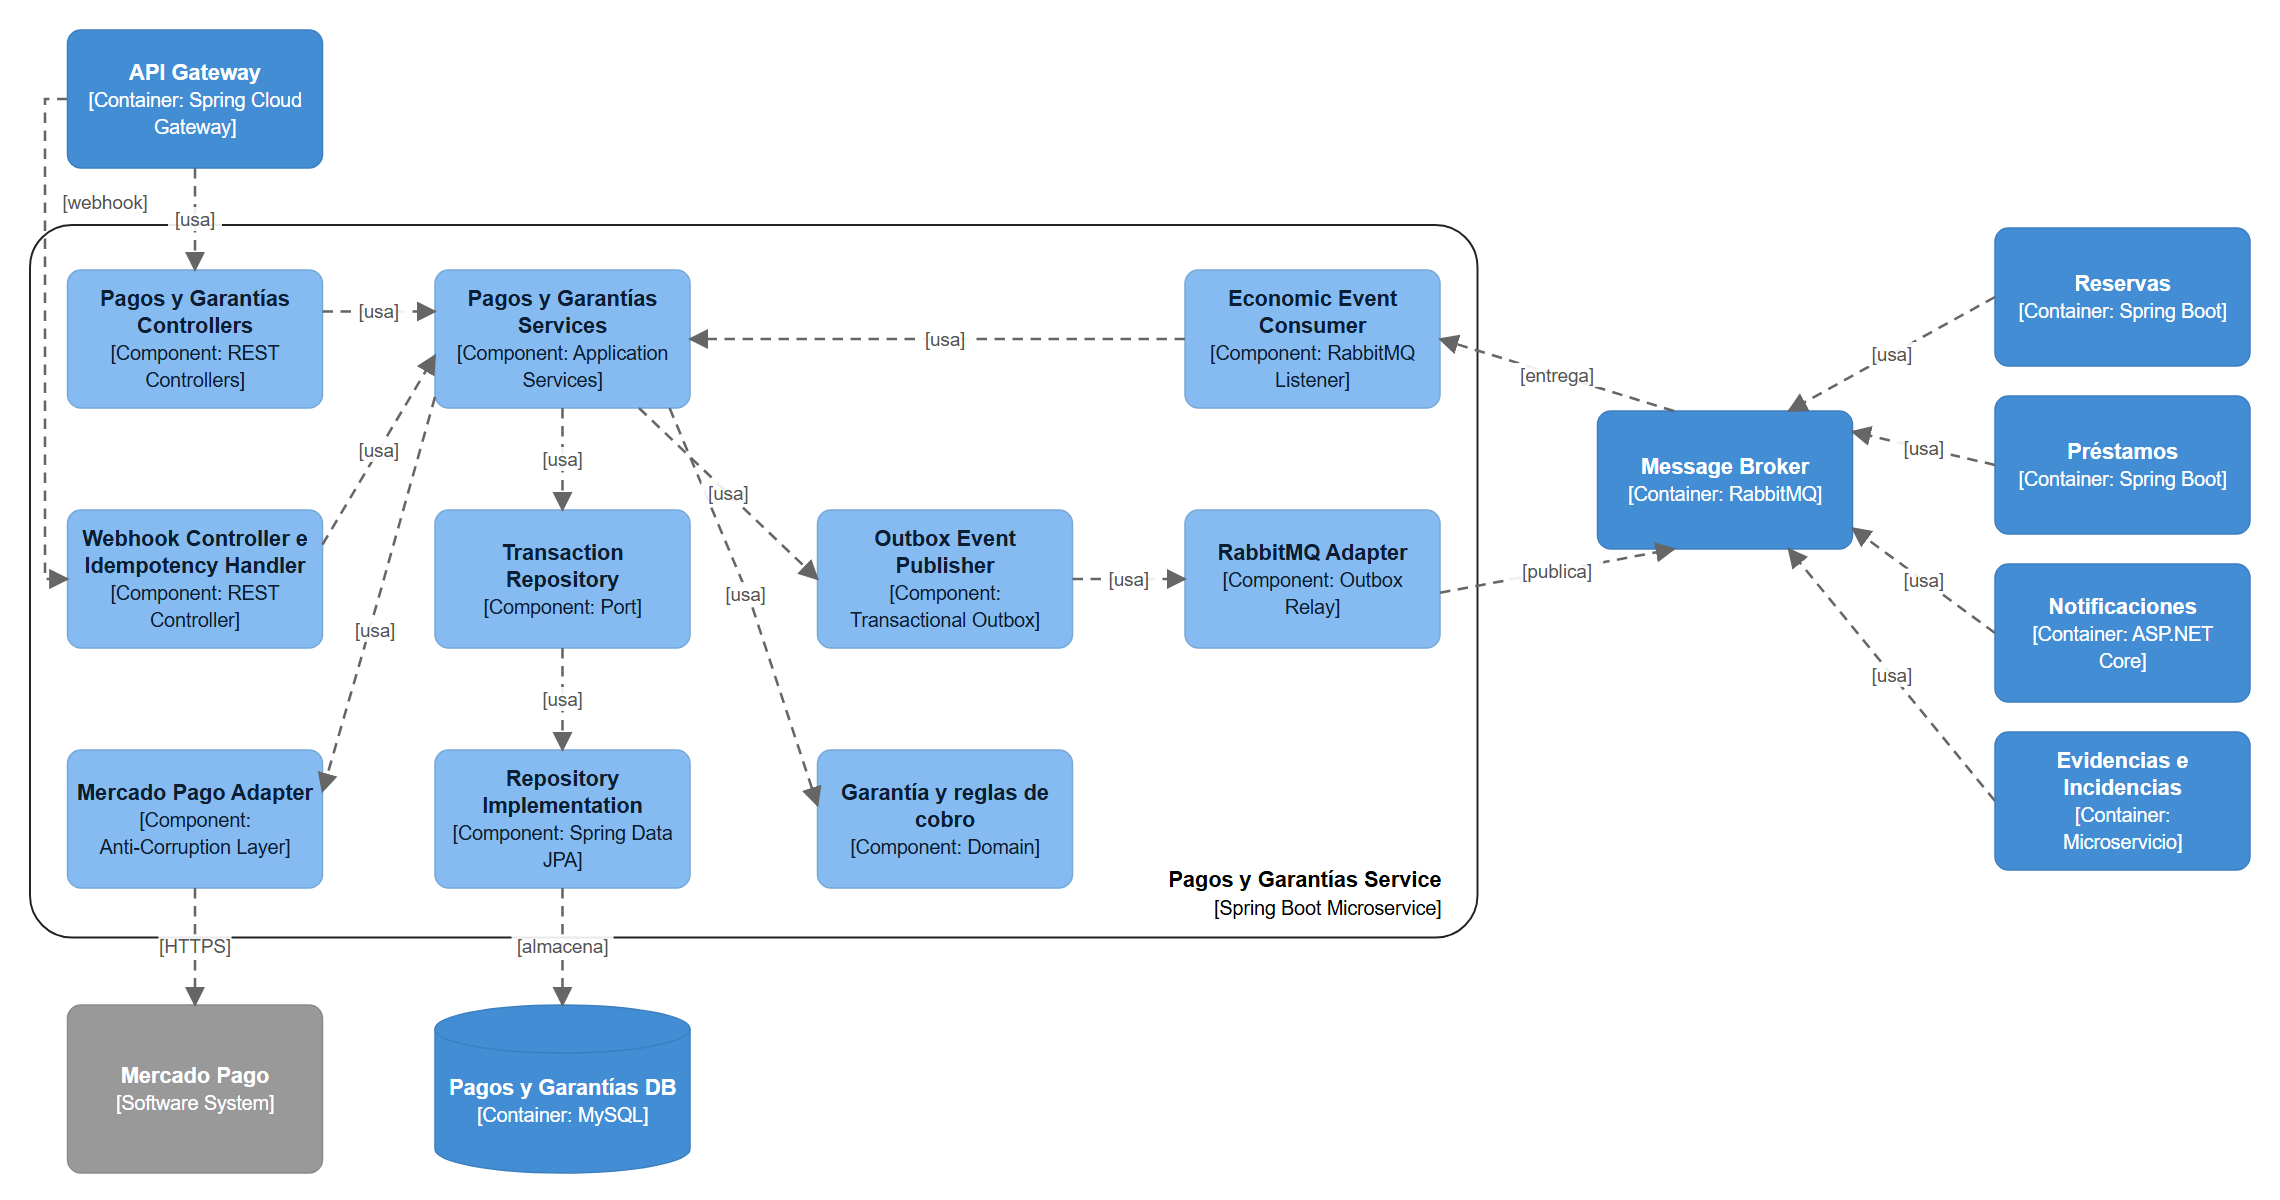 API Gateway
[Container: Spring Cloud
Gateway]
[webhook]
[usa]
Pagos y Garantías
Controllers
[Component: REST
Controllers]
[usa]
Pagos y Garantías
Services
[Component: Application
Services]
[usa]
Economic Event
Consumer
[Component: RabbitMQ
Listener]
[entrega]
Reservas
[Container: Spring Boot]
[usa]
Message Broker
[Container: RabbitMQ]
[usa]
Préstamos
[Container: Spring Boot]
[usa]
[usa]
[usa]
Webhook Controller e
Idempotency Handler
[Component: REST
Controller]
[usa]
Transaction
Repository
[Component: Port]
[usa]
Outbox Event
Publisher
[Component:
Transactional Outbox]
[usa]
RabbitMQ Adapter
[Component: Outbox
Relay]
[publica]
[usa]
Notificaciones
[Container: ASP.NET
Core]
[usa]
[usa]
Mercado Pago Adapter
[Component:
Anti-Corruption Layer]
Repository
Implementation
[Component: Spring Data
JPA]
Garantía y reglas de
cobro
[Component: Domain]
Evidencias e
Incidencias
[Container:
Microservicio]
Pagos y Garantías Service
[Spring Boot Microservice]
[HTTPS]
[almacena]
Mercado Pago
[Software System]
Pagos y Garantías DB
[Container: MySQL]